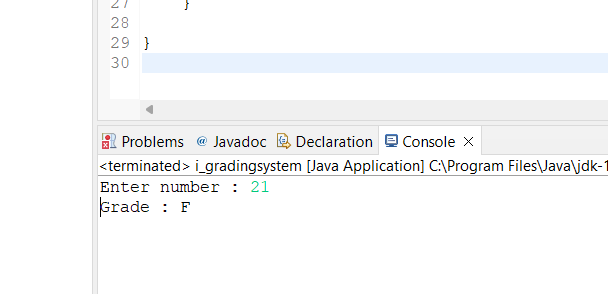 27 }
28
29 }
30
Problems @ Javadoc Declaration Console
<terminated> i_gradingsystem [Java Application] C:\Program Files\Java\jdk-1
Enter number : 21
Grade : F